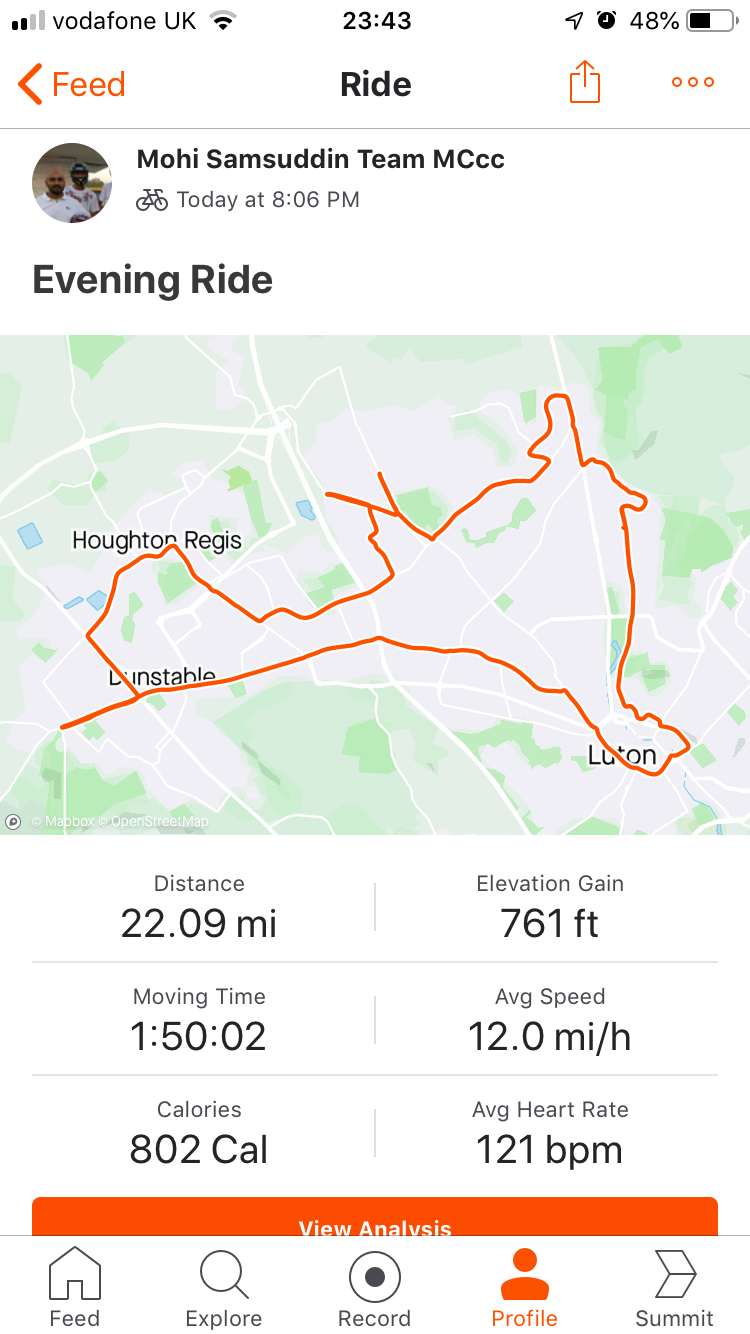 vodafone UK 23:43 48%
Feed Ride
Mohi Samsuddin Team MCcc
Today at 8:06 PM
Evening Ride
Houghton Regis
Dunstable
Luton
© Mapbox © OpenStreetMap
Distance Elevation Gain
22.09 mi 761 ft
Moving Time Avg Speed
1:50:02 12.0 mi/h
Calories Avg Heart Rate
802 Cal 121 bpm
View Analysis
Feed Explore Record Profile Summit